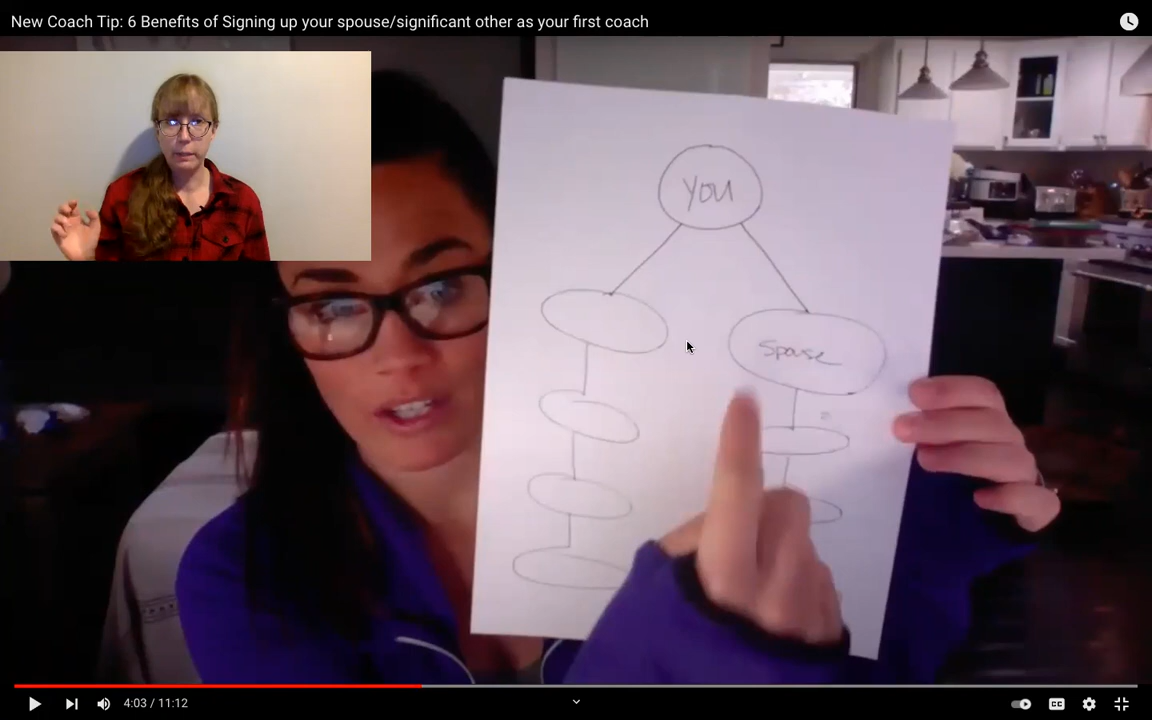 New Coach Tip: 6 Benefits of Signing up your spouse/significant other as your first coach
You
Spouse
4:03 / 11:12
CC